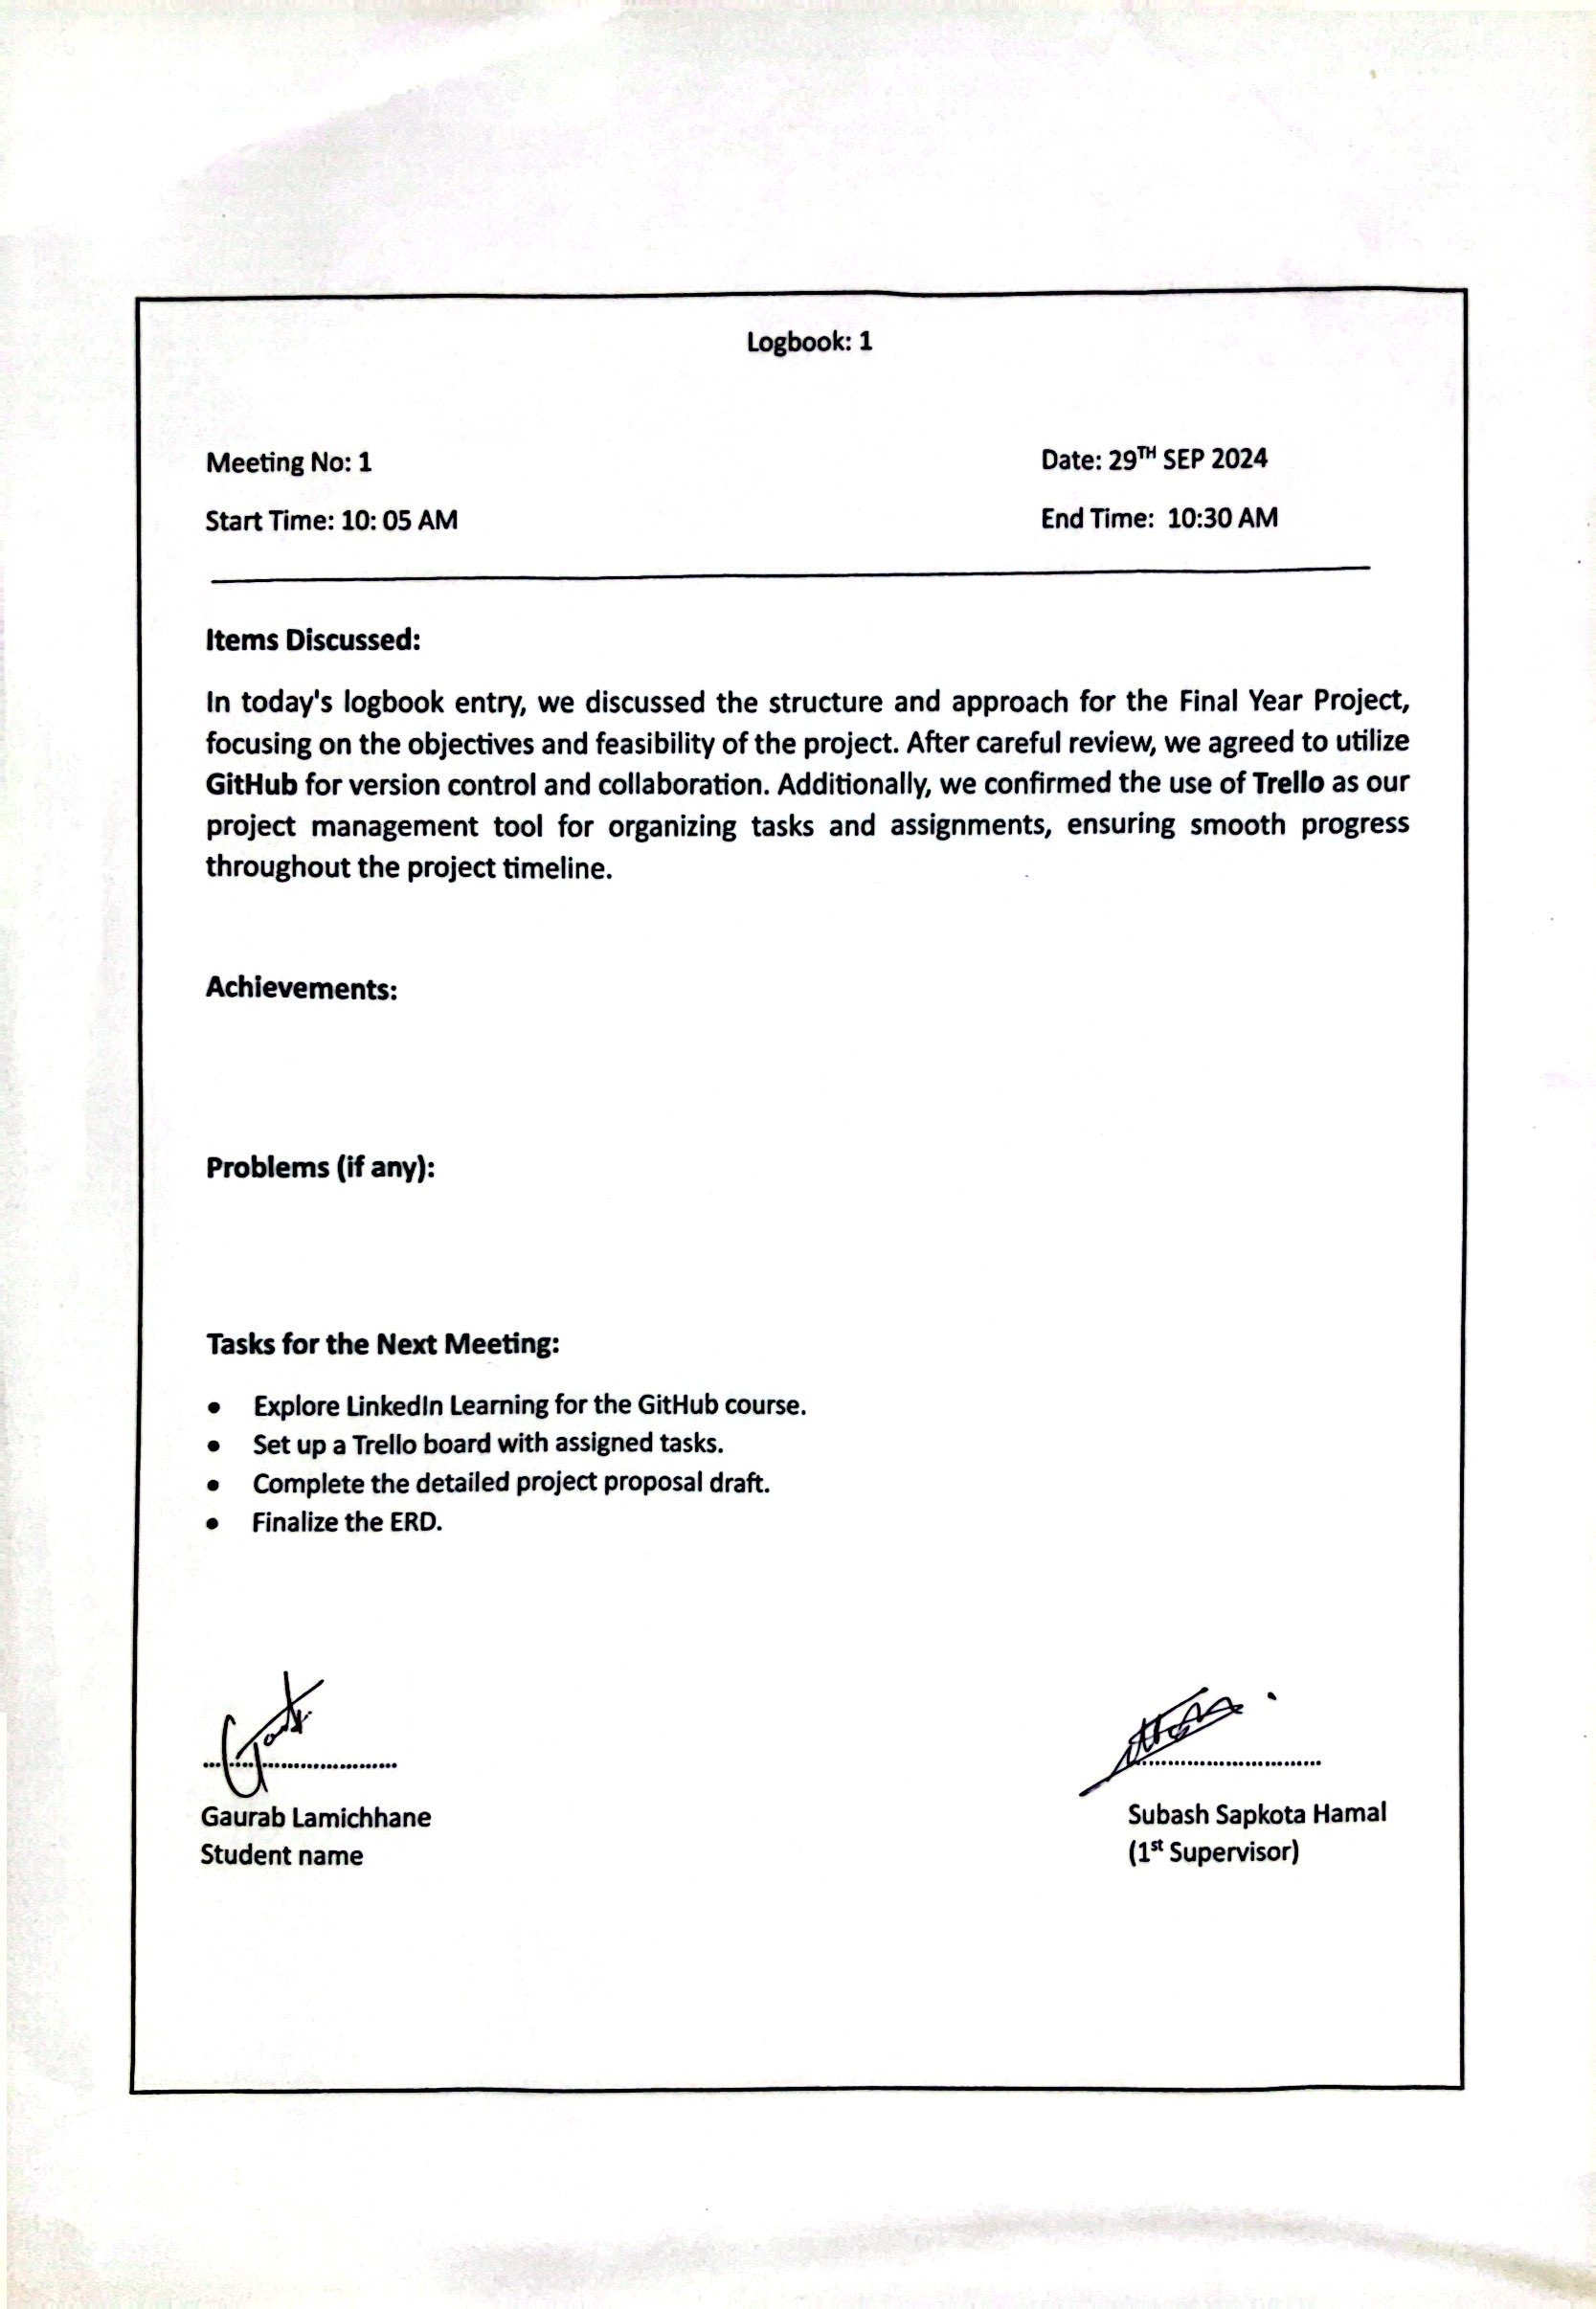 Logbook: 1
Meeting No: 1
Date: 29TH SEP 2024
Start Time: 10: 05 AM
End Time: 10:30 AM
Items Discussed:
In today's logbook entry, we discussed the structure and approach for the Final Year Project,
focusing on the objectives and feasibility of the project. After careful review, we agreed to utilize
GitHub for version control and collaboration. Additionally, we confirmed the use of Trello as our
project management tool for organizing tasks and assignments, ensuring smooth progress
throughout the project timeline.
Achievements:
Problems (if any):
Tasks for the Next Meeting:
• Explore LinkedIn Learning for the GitHub course.
• Set up a Trello board with assigned tasks.
• Complete the detailed project proposal draft.
• Finalize the ERD.
Gaurab Lamichhane
Student name
Subash Sapkota Hamal
(1st Supervisor)